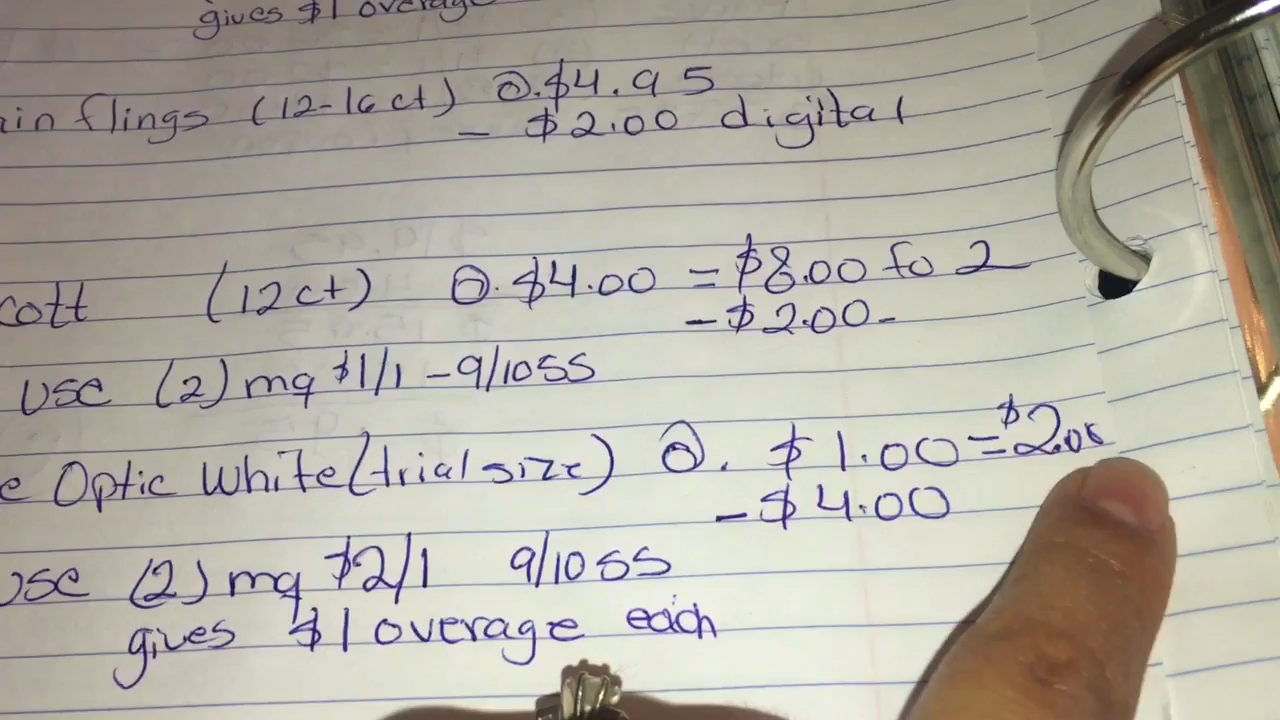 gives $1 overage
ain flings (12-16ct) @.$4.95
- $2.00 digital
cott (12ct) @.$4.00 = $8.00 fo 2
-$2.00-
USE (2) mq $1/1 -9/10SS
e Optic White (trial size) @. $1.00=$2.00
-$4.00
USE (2) mq $2/1 9/10SS
gives $1 overage each